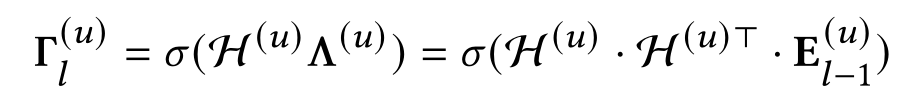 𝚪_l^(u) = σ(ℋ^(u) 𝚲^(u)) = σ(ℋ^(u) · ℋ^(u)⊤ · 𝐄_{l−1}^(u))